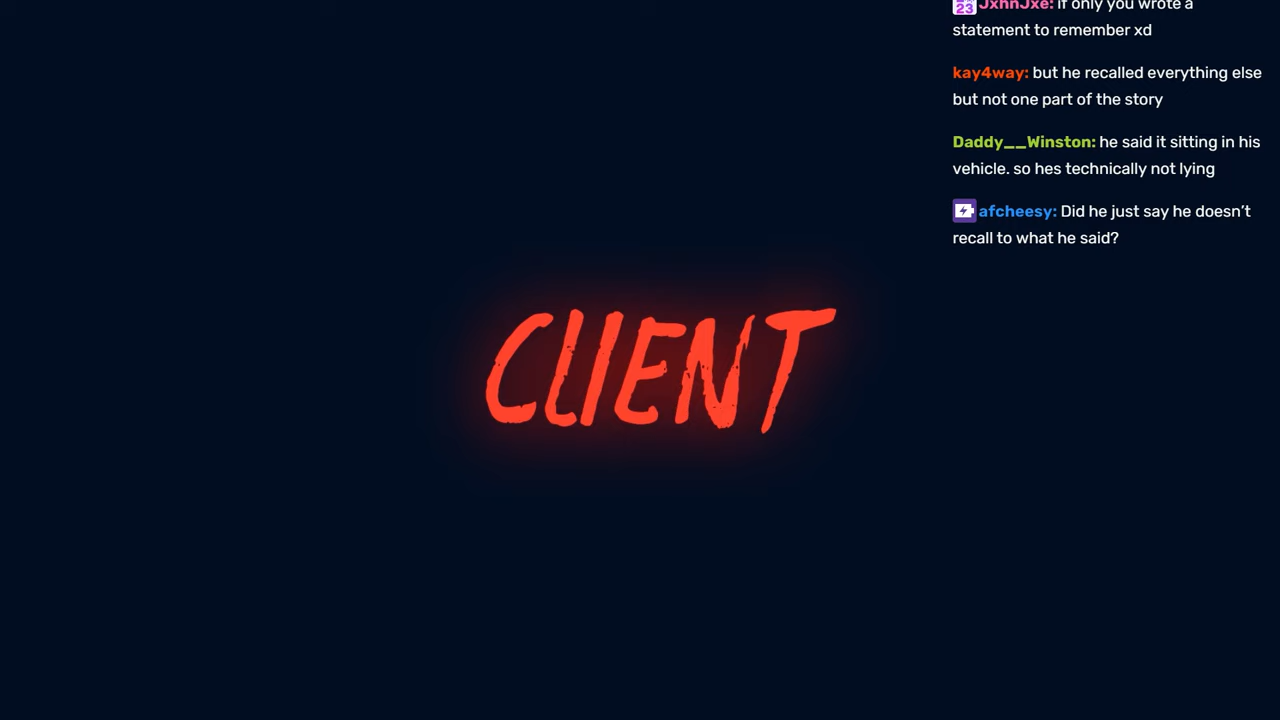 23 JxhnJxe: if only you wrote a
statement to remember xd
kay4way: but he recalled everything else
but not one part of the story
Daddy__Winston: he said it sitting in his
vehicle. so hes technically not lying
afcheesy: Did he just say he doesn't
recall to what he said?
CLIENT